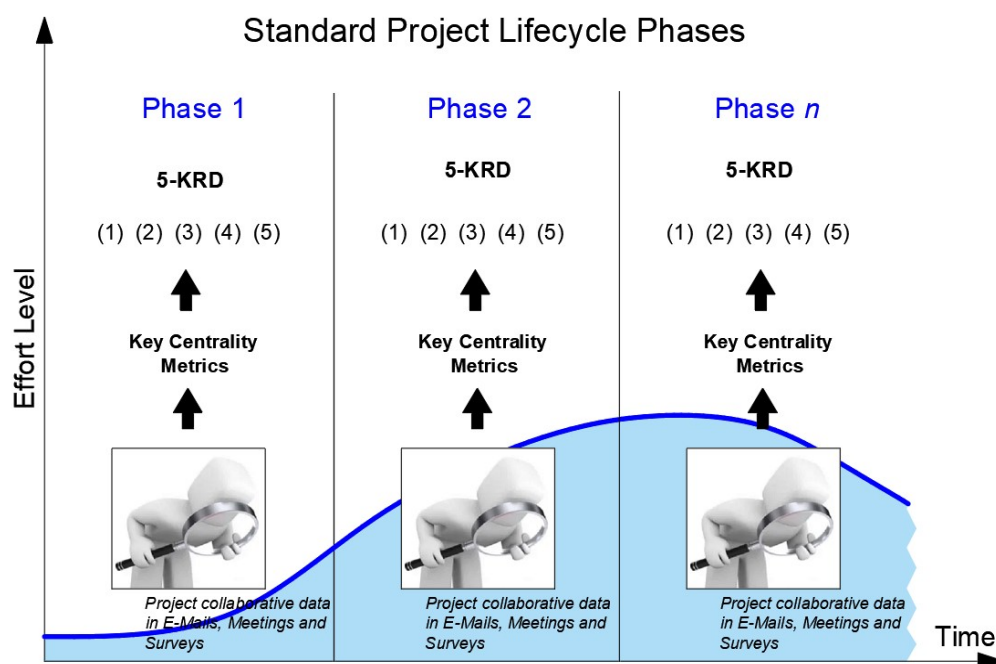 Standard Project Lifecycle Phases
Effort Level
Phase 1
5-KRD
(1) (2) (3) (4) (5)
Key Centrality
Metrics
Project collaborative data
in E-Mails, Meetings and
Surveys
Phase 2
5-KRD
(1) (2) (3) (4) (5)
Key Centrality
Metrics
Project collaborative data
in E-Mails, Meetings and
Surveys
Phase n
5-KRD
(1) (2) (3) (4) (5)
Key Centrality
Metrics
Project collaborative data
in E-Mails, Meetings and
Surveys
Time